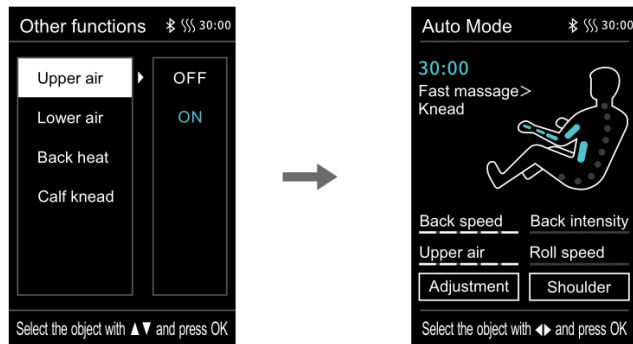 Other functions 30:00
Upper air OFF
Lower air ON
Back heat
Calf knead
Select the object with ▲▼ and press OK
Auto Mode 30:00
30:00
Fast massage>
Knead
Back speed Back intensity
Upper air Roll speed
Adjustment Shoulder
Select the object with ◀▶ and press OK